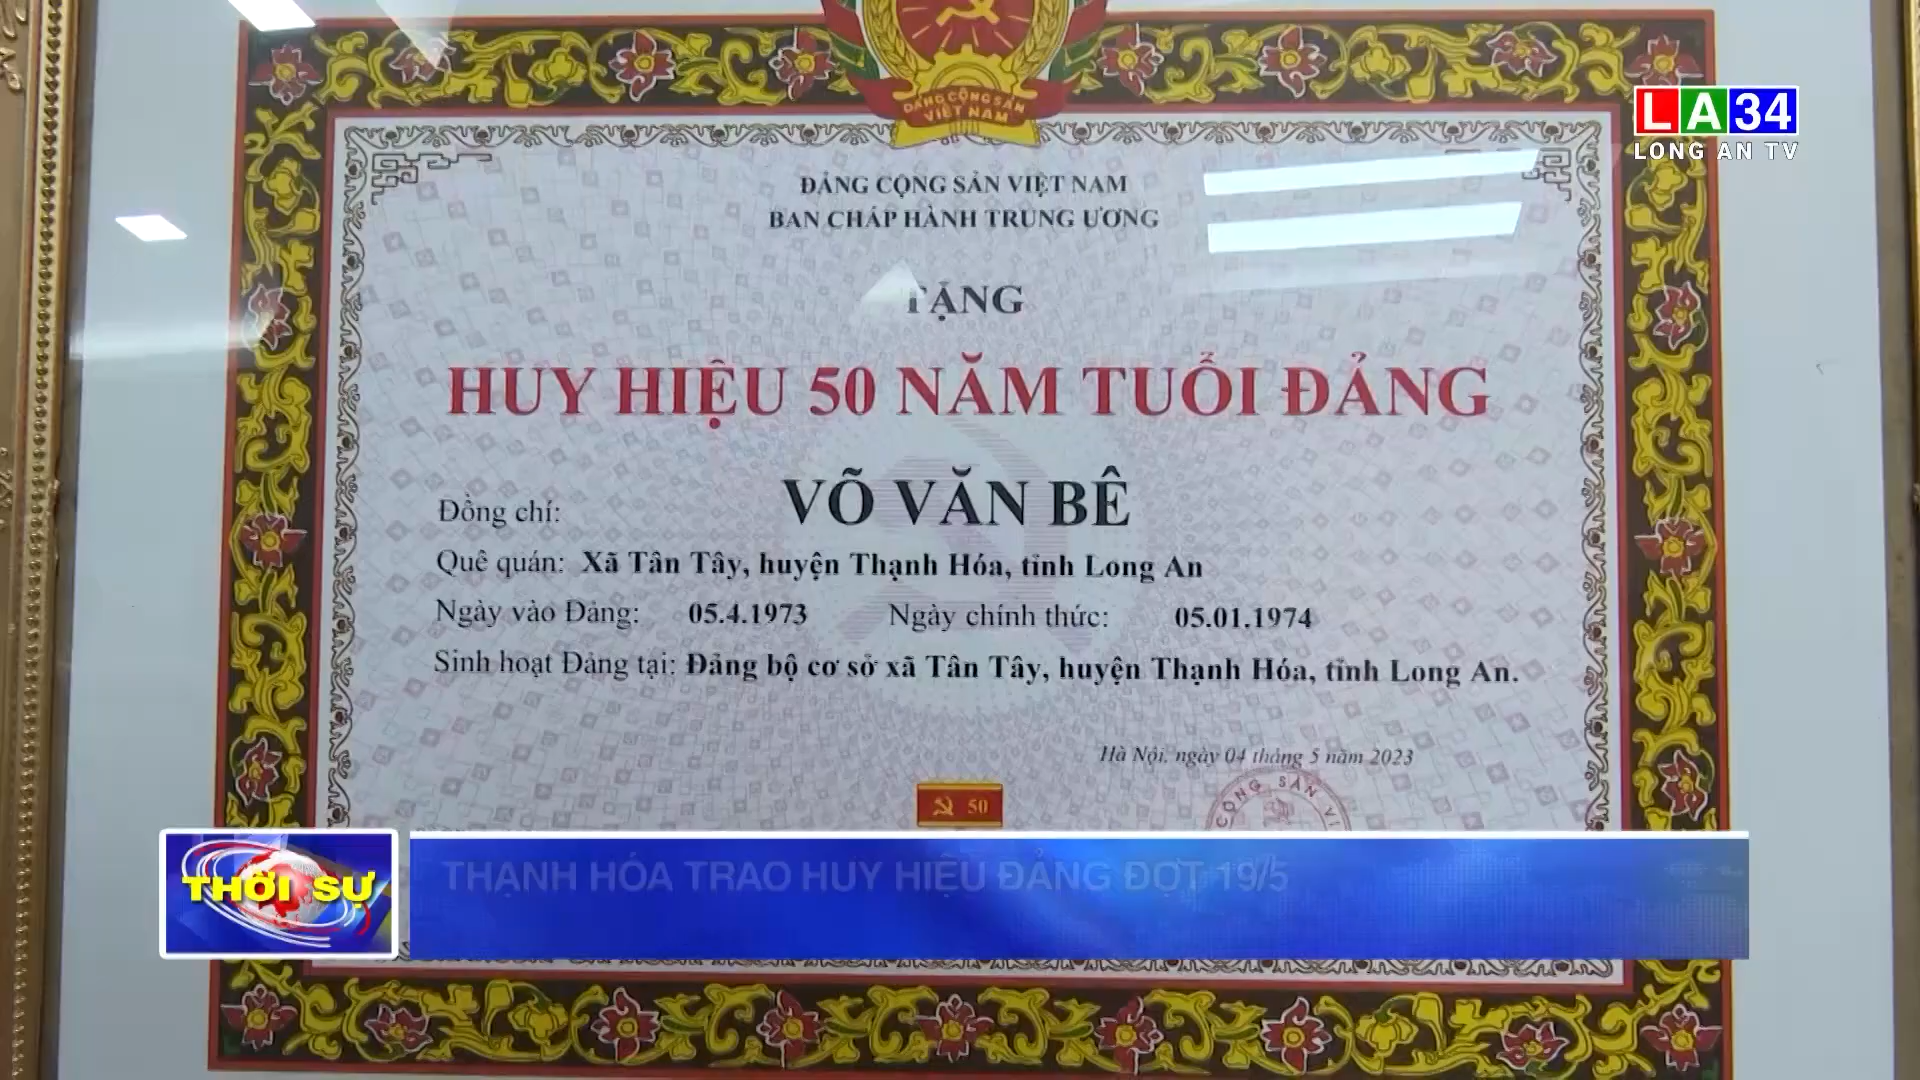 ĐẢNG CỘNG SẢN VIỆT NAM
LA34
LONG AN TV
ĐẢNG CỘNG SẢN VIỆT NAM
BAN CHẤP HÀNH TRUNG ƯƠNG
TẶNG
HUY HIỆU 50 NĂM TUỔI ĐẢNG
Đồng chí: VÕ VĂN BÊ
Quê quán: Xã Tân Tây, huyện Thạnh Hóa, tỉnh Long An
Ngày vào Đảng: 05.4.1973 Ngày chính thức: 05.01.1974
Sinh hoạt Đảng tại: Đảng bộ cơ sở xã Tân Tây, huyện Thạnh Hóa, tỉnh Long An.
Hà Nội, ngày 04 tháng 5 năm 2023
50
CỘNG SẢN VI
THỜI SỰ
THẠNH HÓA TRAO HUY HIỆU ĐẢNG ĐỢT 19/5